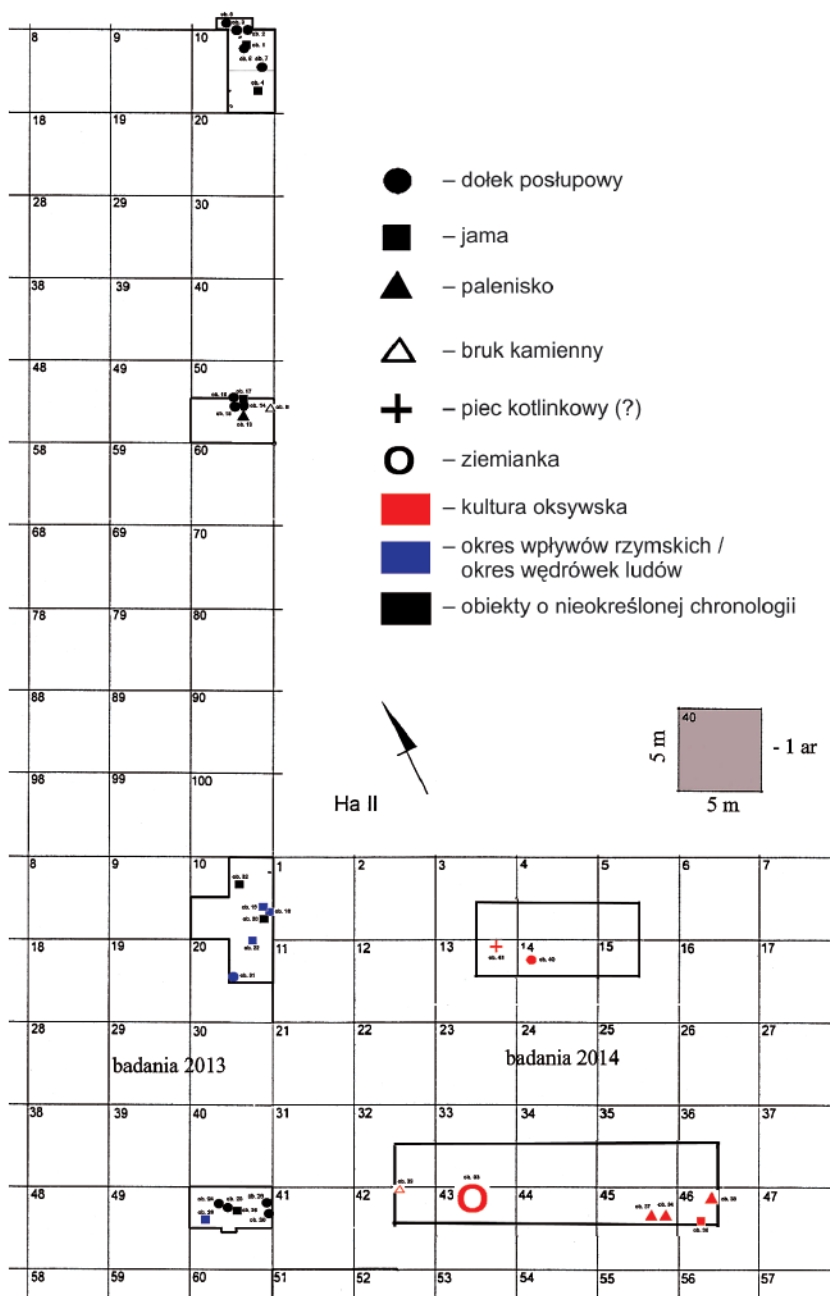 8 9 10
18 19 20
28 29 30
38 39 40
48 49 50
58 59 60
68 69 70
78 79 80
88 89 90
98 99 100
– dołek posłupowy
– jama
– palenisko
– bruk kamienny
– piec kotlinkowy (?)
– ziemianka
– kultura oksywska
– okres wpływów rzymskich /
okres wędrówek ludów
– obiekty o nieokreślonej chronologii
40
5 m
- 1 ar
5 m
Ha II
8 9 10 1 2 3 4 5 6 7
ob. 41
ob. 40
18 19 20 11 12 13 14 15 16 17
28 29 30 21 22 23 24 25 26 27
badania 2013
badania 2014
38 39 40 31 32 33 34 35 36 37
48 49 41 42 43 44 45 46 47
58 59 60 51 52 53 54 55 56 57